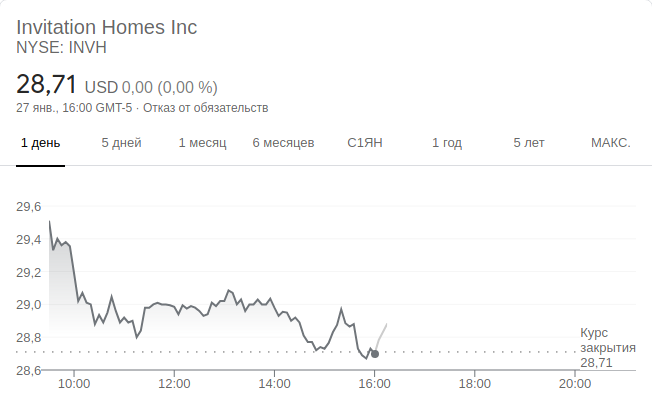 Invitation Homes Inc
NYSE: INVH
28,71 USD 0,00 (0,00 %)
27 янв., 16:00 GMT-5 · Отказ от обязательств
1 день 5 дней 1 месяц 6 месяцев С1ЯН 1 год 5 лет МАКС.
29,6
29,4
29,2
29,0
28,8
28,6
Курс
закрытия
28,71
10:00 12:00 14:00 16:00 18:00 20:00